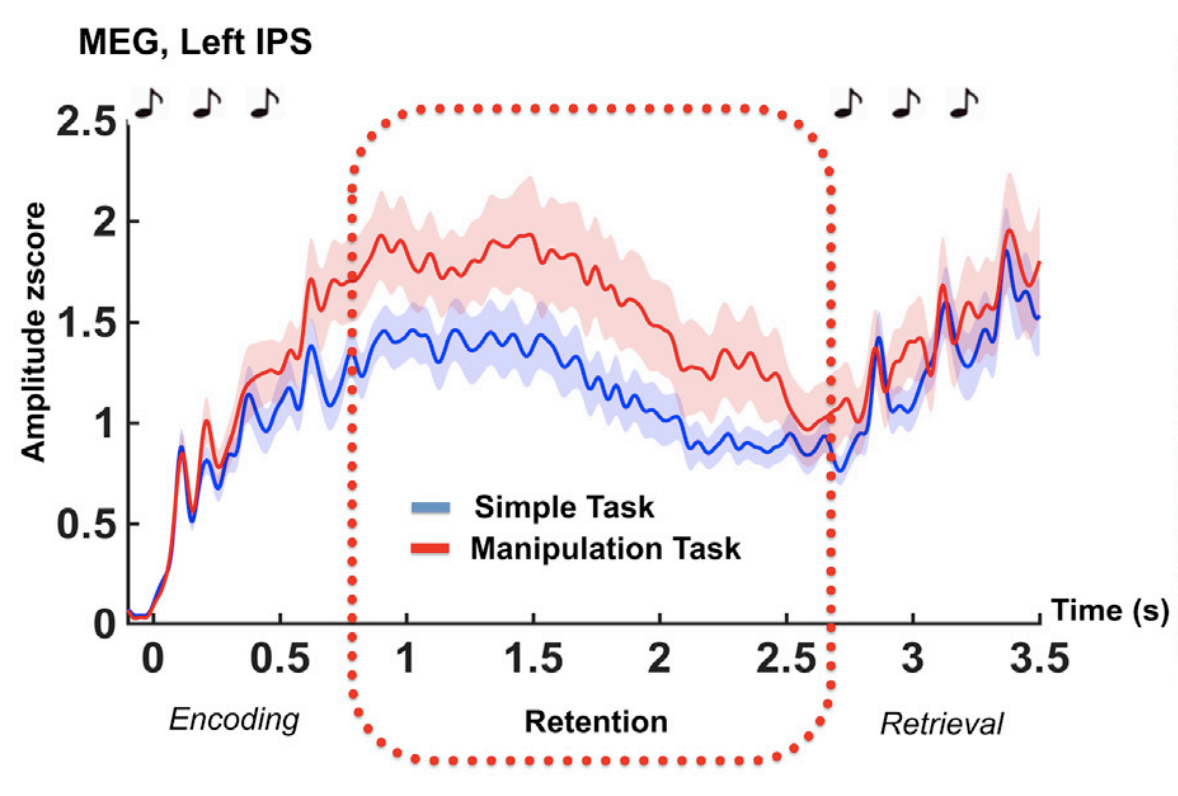 MEG, Left IPS
Amplitude zscore
2.5
2
1.5
1
0.5
0
Simple Task
Manipulation Task
Time (s)
0 0.5 1 1.5 2 2.5 3 3.5
Encoding Retention Retrieval